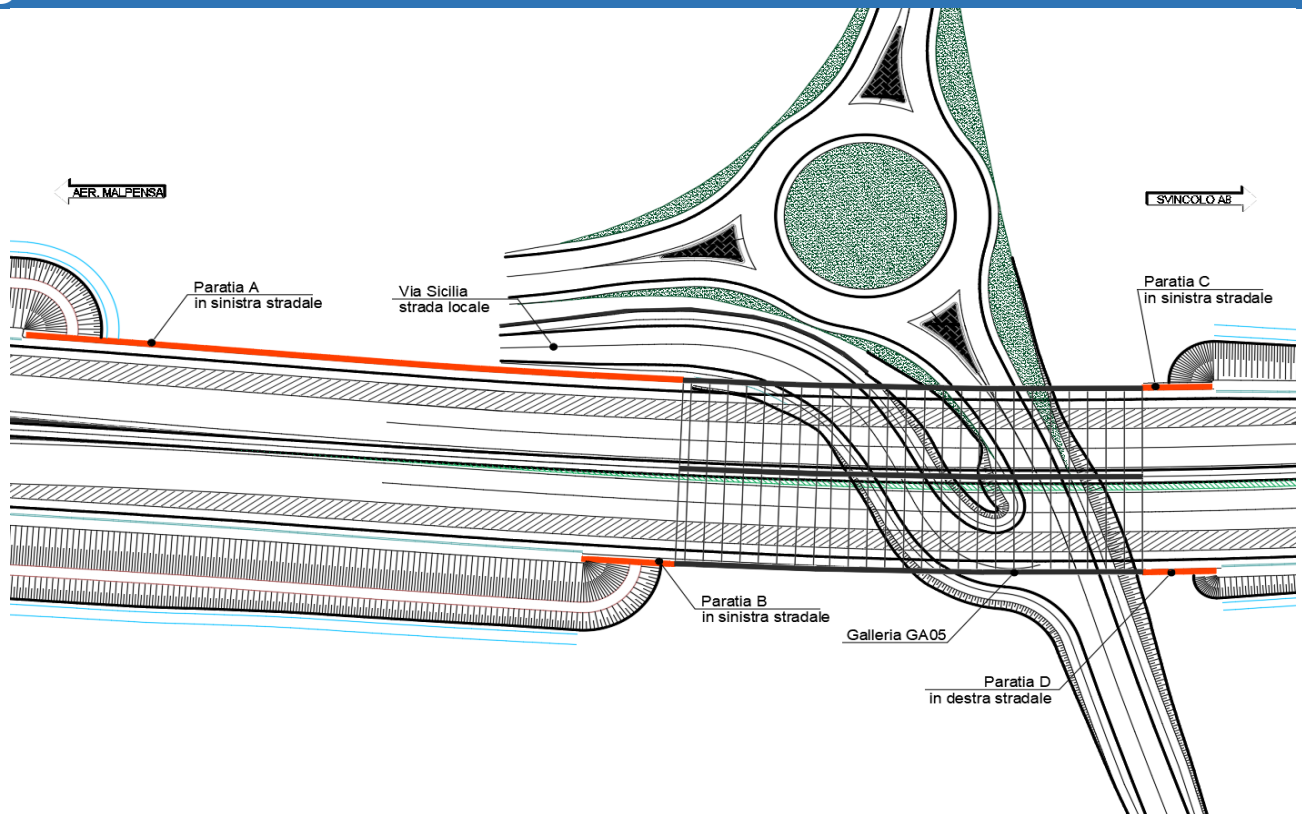 AER. MALPENSA
SVINCOLO A8
Paratia A
in sinistra stradale
Via Sicilia
strada locale
Paratia C
in sinistra stradale
Paratia B
in sinistra stradale
Galleria GA05
Paratia D
in destra stradale